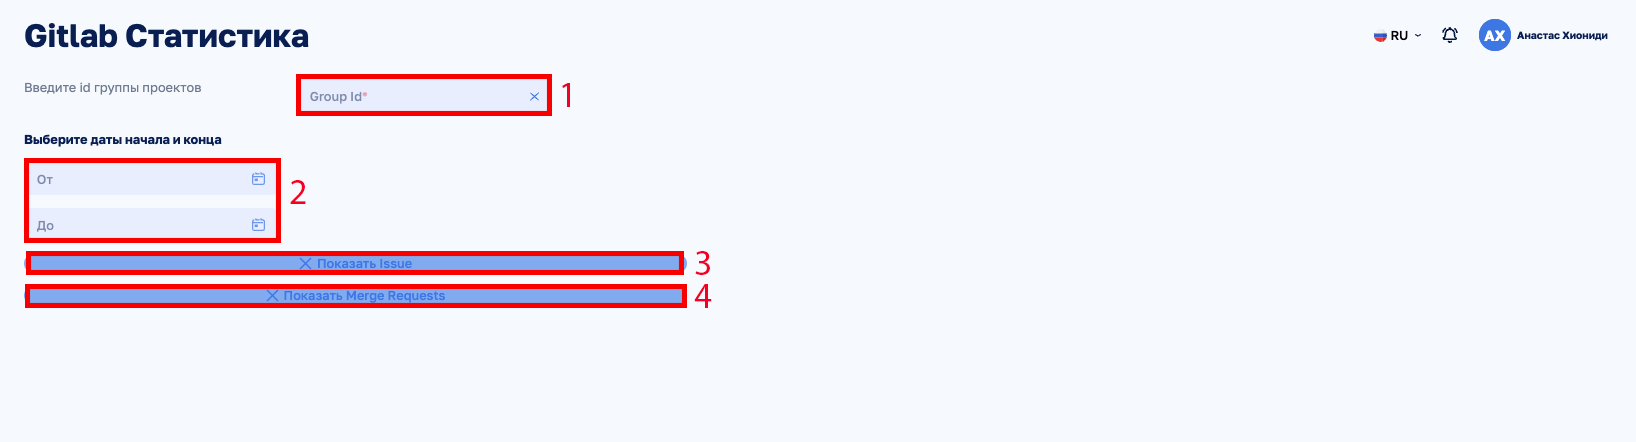 Gitlab Статистика
RU
AX
Анастас Хиониди
Введите id группы проектов
Group Id*
1
Выберите даты начала и конца
От
2
До
Показать Issue
3
Показать Merge Requests
4